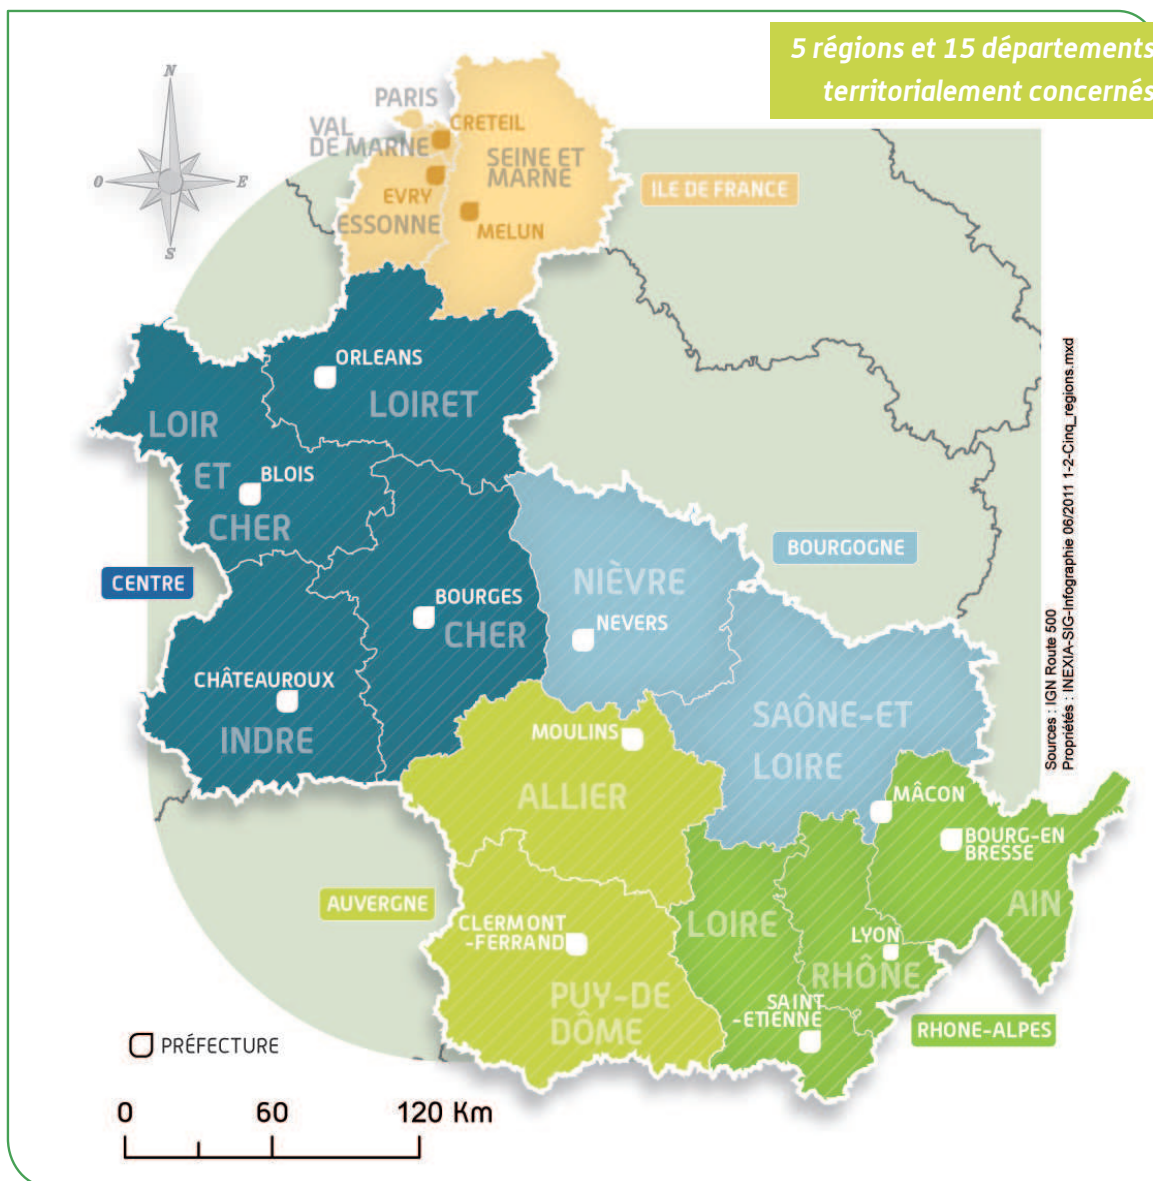 5 régions et 15 départements
territorialement concernés
N
O
E
S
PARIS
VAL
DE MARNE
CRETEIL
SEINE ET
MARNE
EVRY
ESSONNE
MELUN
ILE DE FRANCE
ORLEANS
LOIRET
LOIR
ET
CHER
BLOIS
CENTRE
BOURGES
CHER
CHÂTEAUROUX
INDRE
BOURGOGNE
NIÈVRE
NEVERS
SAÔNE-ET
LOIRE
MÂCON
MOULINS
ALLIER
AUVERGNE
CLERMONT
-FERRAND
PUY-DE
DÔME
BOURG-EN
BRESSE
AIN
LOIRE
LYON
RHÔNE
SAINT
-ETIENNE
RHONE-ALPES
PRÉFECTURE
0 60 120 Km
Sources : IGN Route 500
Propriétés : INEXIA-SIG-Infographie 06/2011 1-2-Cinq_regions.mxd